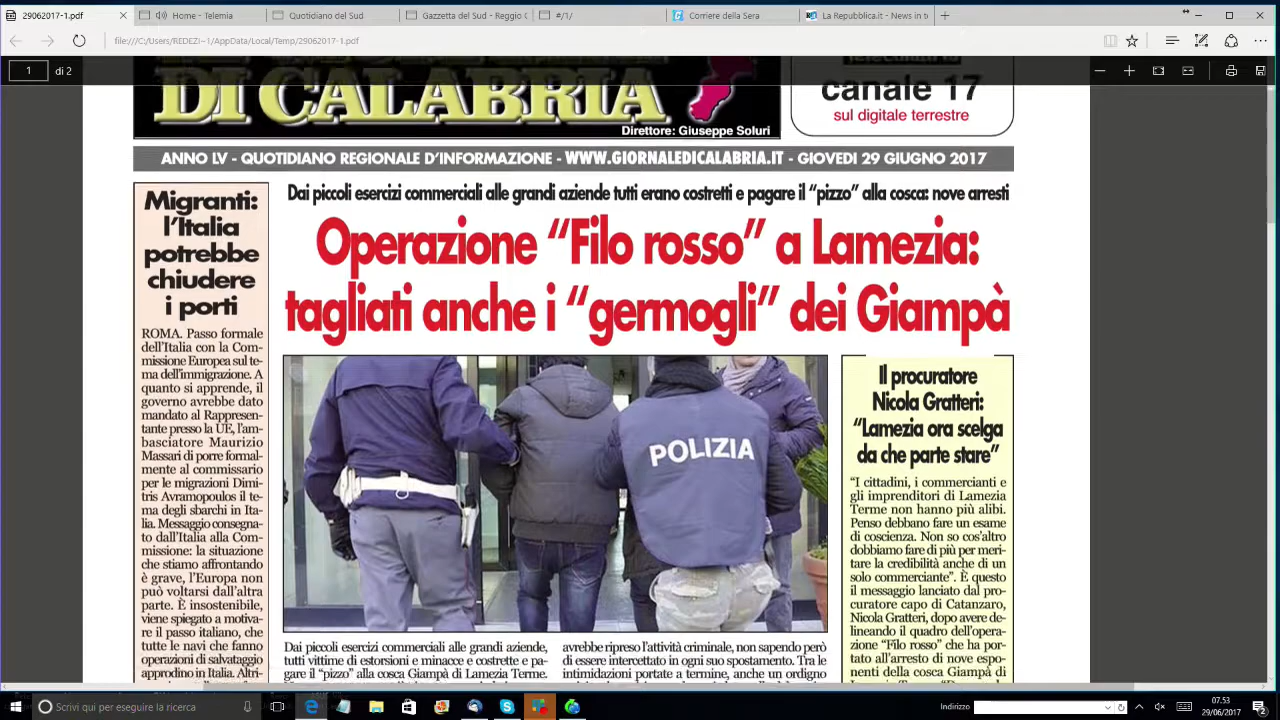 29062017-1.pdf
Home - Telemia
Quotidiano del Sud
Gazzetta del Sud - Reggio C
#/1/
Corriere della Sera
La Repubblica.it - News in t
file:///C:/Users/REDEZI~1/AppData/Local/Temp/29062017-1.pdf
1 di 2
DI CALABRIA
Direttore: Giuseppe Soluri
canale 17
sul digitale terrestre
ANNO LV - QUOTIDIANO REGIONALE D'INFORMAZIONE - WWW.GIORNALEDICALABRIA.IT - GIOVEDI 29 GIUGNO 2017
Migranti:
l'Italia
potrebbe
chiudere
i porti
ROMA. Passo formale
dell'Italia con la Com-
missione Europea sul te-
ma dell'immigrazione. A
quanto si apprende, il
governo avrebbe dato
mandato al Rappresen-
tante presso la UE, l'am-
basciatore Maurizio
Massari di porre formal-
mente al commissario
per le migrazioni Dimi-
tris Avramopoulos il te-
ma degli sbarchi in Ita-
lia. Messaggio consegna-
to dall'Italia alla Com-
missione: la situazione
che stiamo affrontando
è grave, l'Europa non
può voltarsi dall'altra
parte. È insostenibile,
viene spiegato a motiva-
re il passo italiano, che
tutte le navi che fanno
operazioni di salvataggio
approdino in Italia. Altri-
Dai piccoli esercizi commerciali alle grandi aziende tutti erano costretti e pagare il “pizzo” alla cosca: nove arresti
Operazione “Filo rosso” a Lamezia:
tagliati anche i “germogli” dei Giampà
POLIZIA
Dai piccoli esercizi commerciali alle grandi aziende,
tutti vittime di estorsioni e minacce e costrette e pa-
gare il “pizzo” alla cosca Giampà di Lamezia Terme.
avrebbe ripreso l'attività criminale, non sapendo però
di essere intercettato in ogni suo spostamento. Tra le
intimidazioni portate a termine, anche un ordigno
Il procuratore
Nicola Gratteri:
“Lamezia ora scelga
da che parte stare”
“I cittadini, i commercianti e
gli imprenditori di Lamezia
Terme non hanno più alibi.
Penso debbano fare un esame
di coscienza. Non so cos'altro
dobbiamo fare di più per meri-
tare la credibilità anche di un
solo commerciante”. È questo
il messaggio lanciato dal pro-
curatore capo di Catanzaro,
Nicola Gratteri, dopo avere de-
lineando il quadro dell'opera-
zione “Filo rosso” che ha por-
tato all'arresto di nove espo-
nenti della cosca Giampà di
Scrivi qui per eseguire la ricerca
Indirizzo
07.53
29/06/2017
2